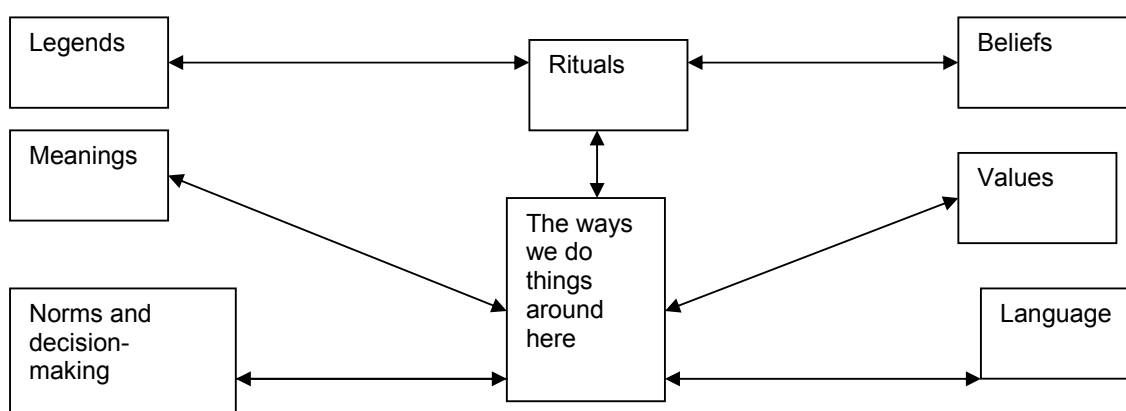 Legends
Rituals
Beliefs
Meanings
Values
The ways
we do
things
around
here
Norms and
decision-
making
Language